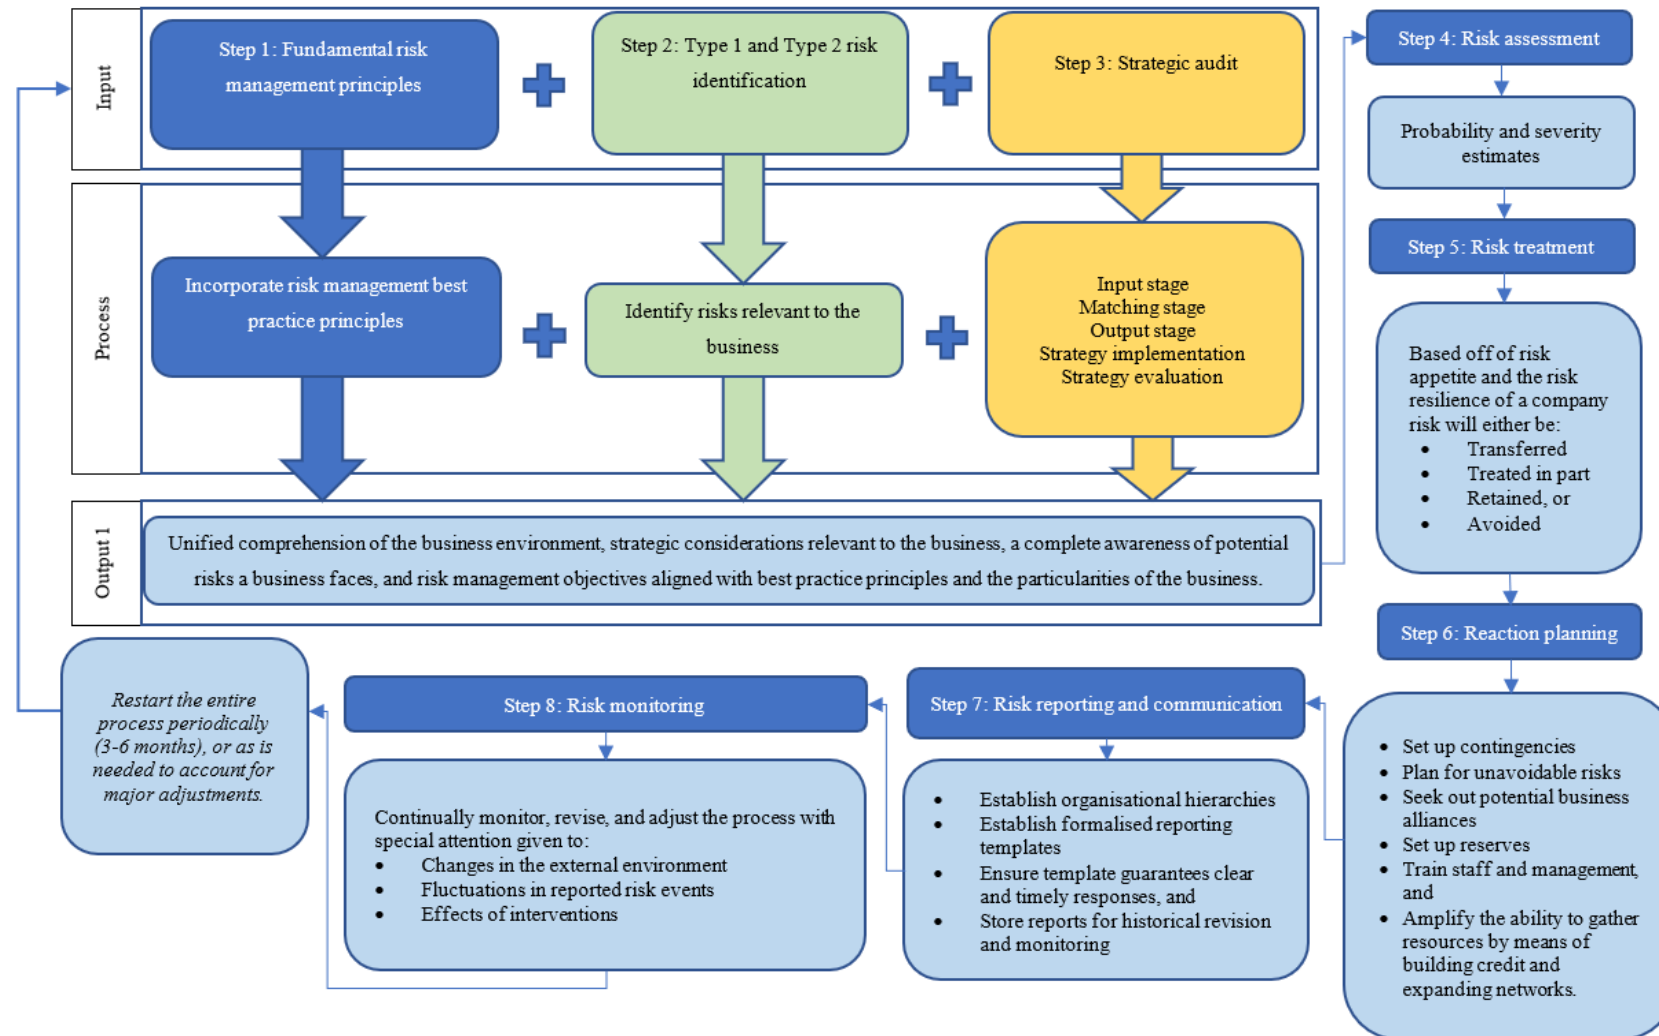 Input
Step 1: Fundamental risk
management principles
Step 2: Type 1 and Type 2 risk
identification
Step 3: Strategic audit
Process
Incorporate risk management best
practice principles
Identify risks relevant to the
business
Input stage
Matching stage
Output stage
Strategy implementation
Strategy evaluation
Output 1
Unified comprehension of the business environment, strategic considerations relevant to the business, a complete awareness of potential
risks a business faces, and risk management objectives aligned with best practice principles and the particularities of the business.
Step 4: Risk assessment
Probability and severity
estimates
Step 5: Risk treatment
Based off of risk
appetite and the risk
resilience of a company
risk will either be:
• Transferred
• Treated in part
• Retained, or
• Avoided
Step 6: Reaction planning
• Set up contingencies
• Plan for unavoidable risks
• Seek out potential business
alliances
• Set up reserves
• Train staff and management,
and
• Amplify the ability to gather
resources by means of
building credit and
expanding networks.
Step 7: Risk reporting and communication
• Establish organisational hierarchies
• Establish formalised reporting
templates
• Ensure template guarantees clear
and timely responses, and
• Store reports for historical revision
and monitoring
Step 8: Risk monitoring
Continually monitor, revise, and adjust the process with
special attention given to:
• Changes in the external environment
• Fluctuations in reported risk events
• Effects of interventions
Restart the entire
process periodically
(3-6 months), or as is
needed to account for
major adjustments.